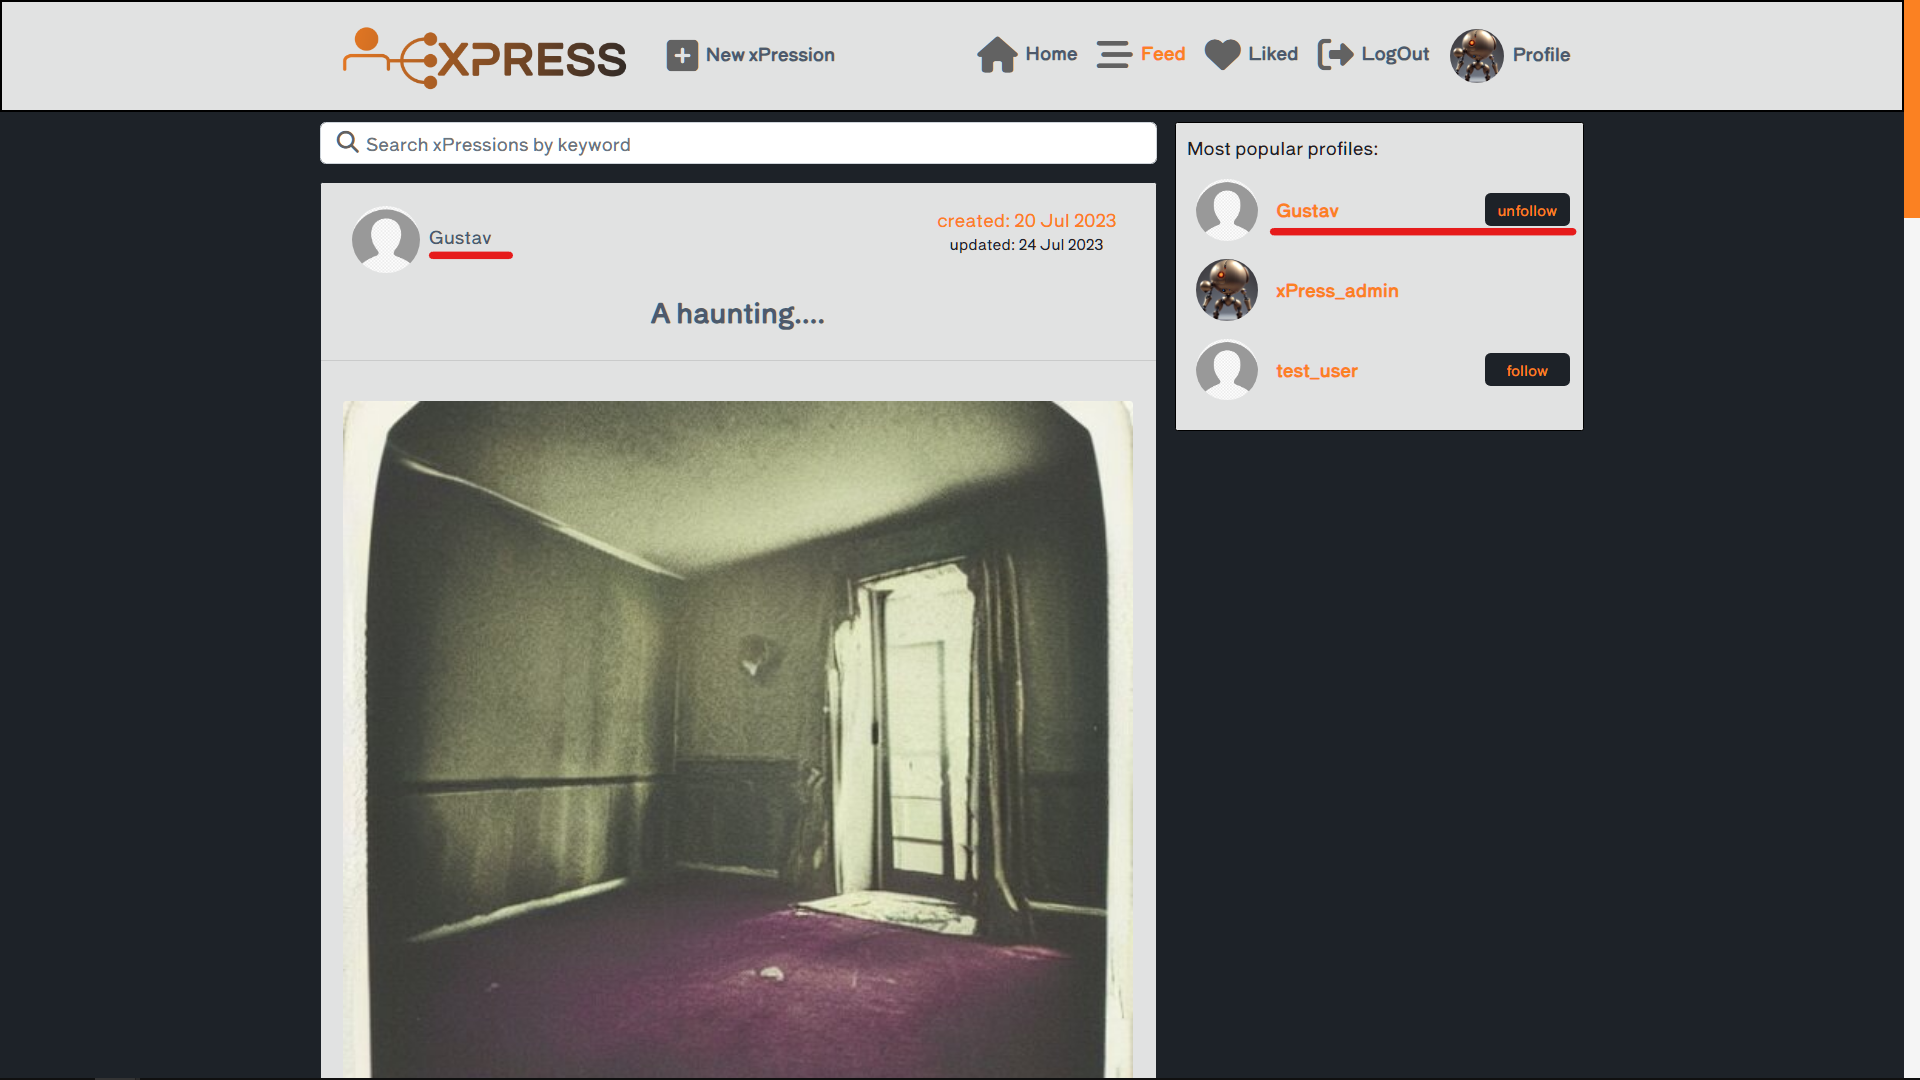 XPRESS
New xPression
Home
Feed
Liked
LogOut
Profile
Search xPressions by keyword
Gustav
created: 20 Jul 2023
updated: 24 Jul 2023
A haunting....
Most popular profiles:
Gustav
unfollow
xPress_admin
test_user
follow